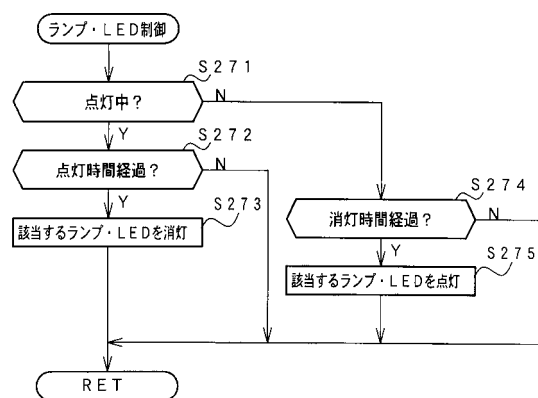 ランプ・LED制御
S271
点灯中?
N
Y
S272
点灯時間経過?
N
Y
S273
該当するランプ・LEDを消灯
S274
消灯時間経過?
N
Y
S275
該当するランプ・LEDを点灯
RET